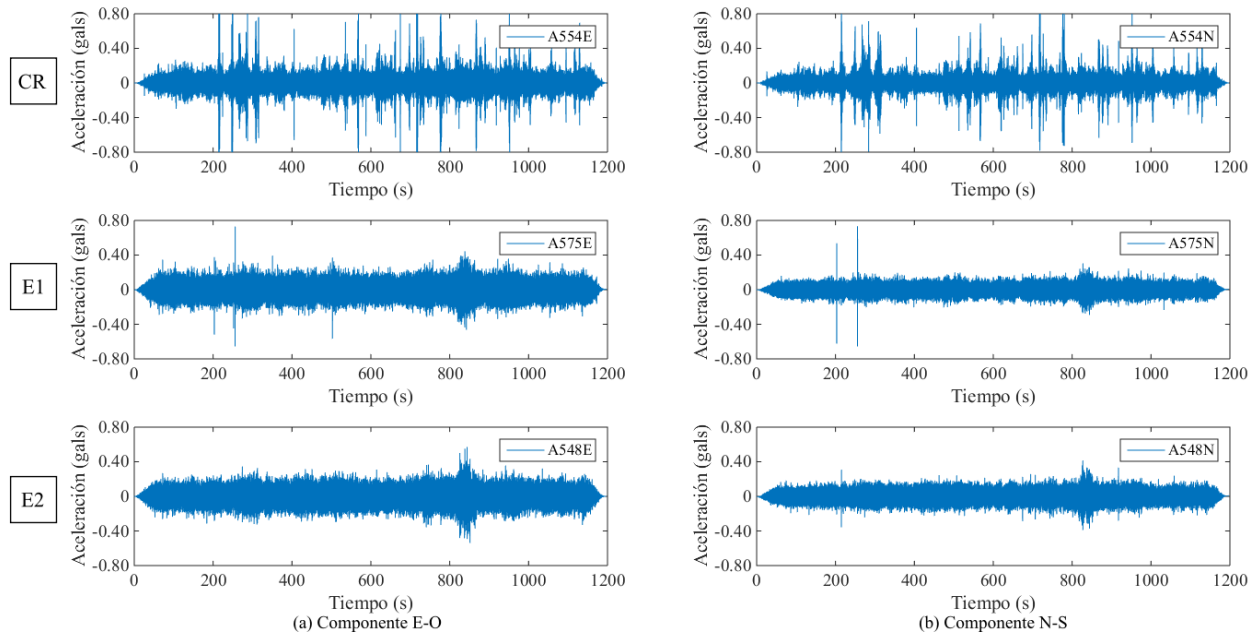 CR
Aceleración (gals)
0.80
0.40
0
-0.40
-0.80
A554E
0 200 400 600 800 1000 1200
Tiempo (s)
Aceleración (gals)
0.80
0.40
0
-0.40
-0.80
A554N
0 200 400 600 800 1000 1200
Tiempo (s)
E1
Aceleración (gals)
0.80
0.40
0
-0.40
-0.80
A575E
0 200 400 600 800 1000 1200
Tiempo (s)
Aceleración (gals)
0.80
0.40
0
-0.40
-0.80
A575N
0 200 400 600 800 1000 1200
Tiempo (s)
E2
Aceleración (gals)
0.80
0.40
0
-0.40
-0.80
A548E
0 200 400 600 800 1000 1200
Tiempo (s)
(a) Componente E-O
Aceleración (gals)
0.80
0.40
0
-0.40
-0.80
A548N
0 200 400 600 800 1000 1200
Tiempo (s)
(b) Componente N-S